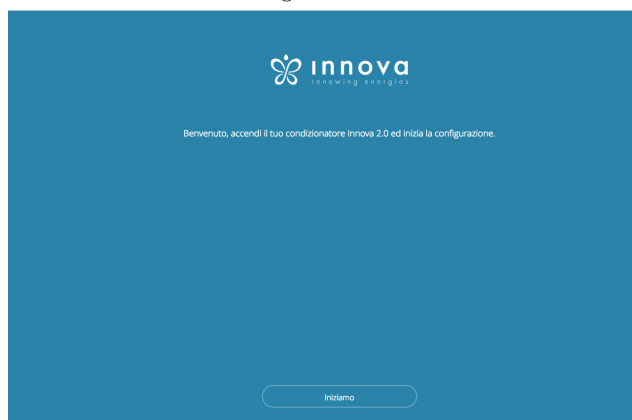 innova
renewing energies
Benvenuto, accendi il tuo condizionatore Innova 2.0 ed inizia la configurazione.
Iniziamo